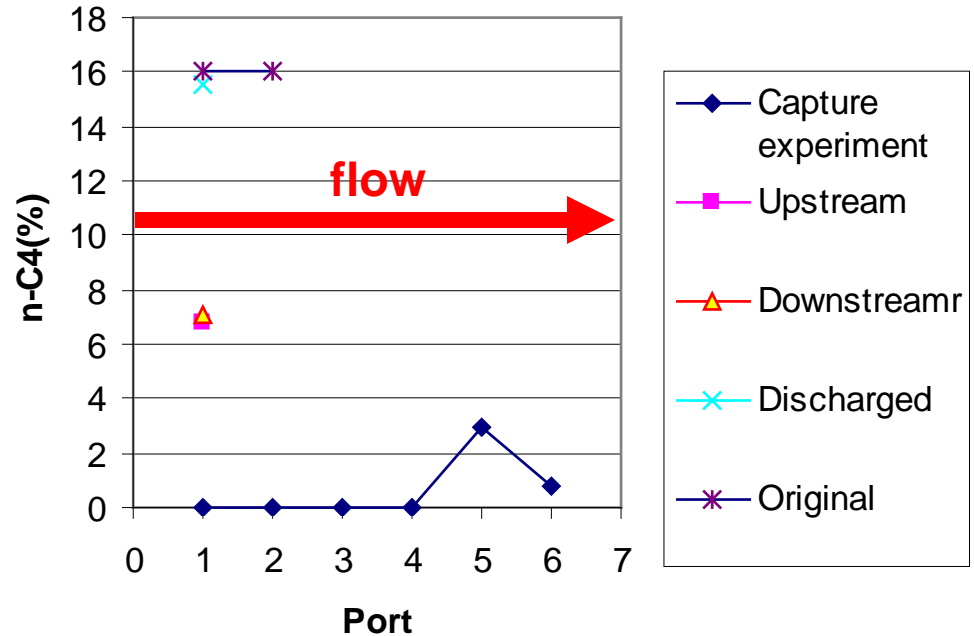 18
16
14
12
10
8
6
4
2
0
n-C4(%)
flow
0 1 2 3 4 5 6 7
Port
Capture
experiment
Upstream
Downstreamr
Discharged
Original